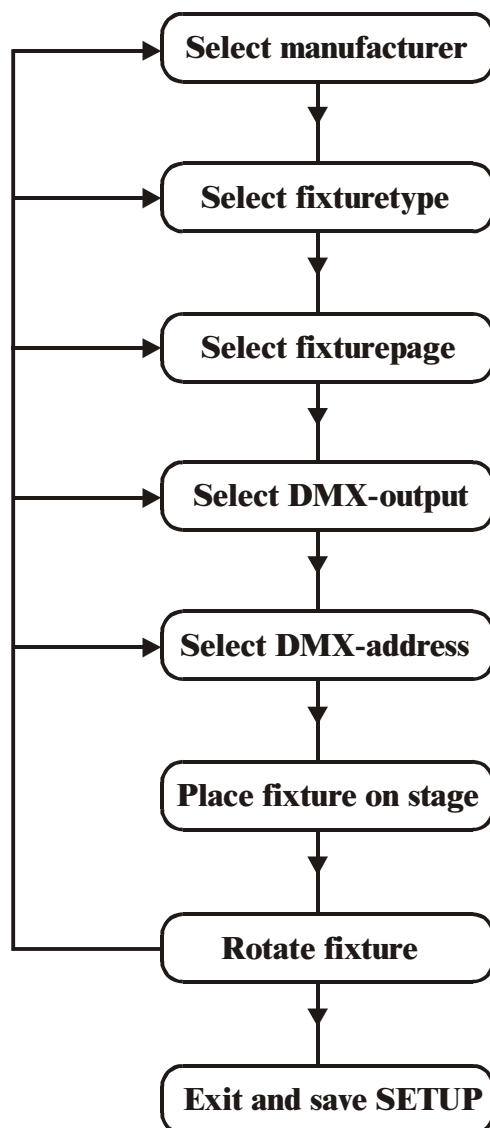 Select manufacturer
Select fixturetype
Select fixturepage
Select DMX-output
Select DMX-address
Place fixture on stage
Rotate fixture
Exit and save SETUP